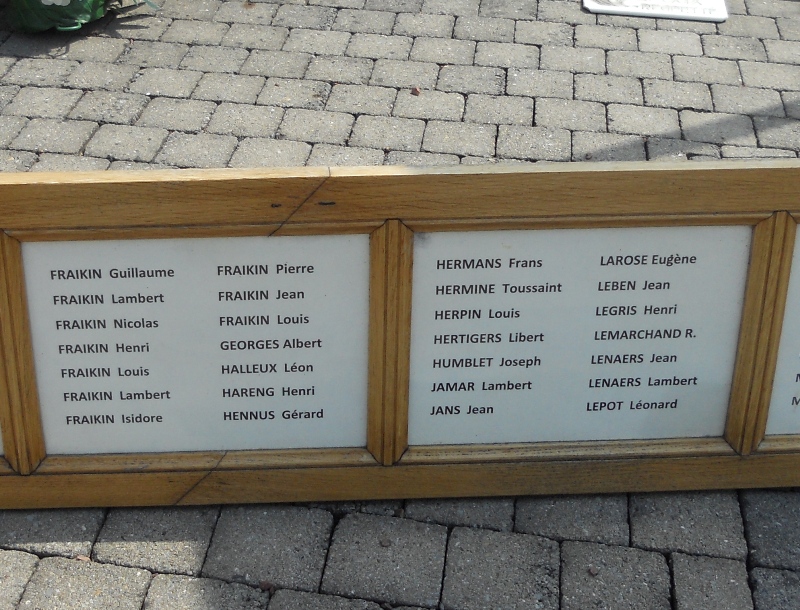 FRAIKIN Guillaume
FRAIKIN Lambert
FRAIKIN Nicolas
FRAIKIN Henri
FRAIKIN Louis
FRAIKIN Lambert
FRAIKIN Isidore
FRAIKIN Pierre
FRAIKIN Jean
FRAIKIN Louis
GEORGES Albert
HALLEUX Léon
HARENG Henri
HENNUS Gérard
HERMANS Frans
HERMINE Toussaint
HERPIN Louis
HERTIGERS Libert
HUMBLET Joseph
JAMAR Lambert
JANS Jean
LAROSE Eugène
LEBEN Jean
LEGRIS Henri
LEMARCHAND R.
LENAERS Jean
LENAERS Lambert
LEPOT Léonard